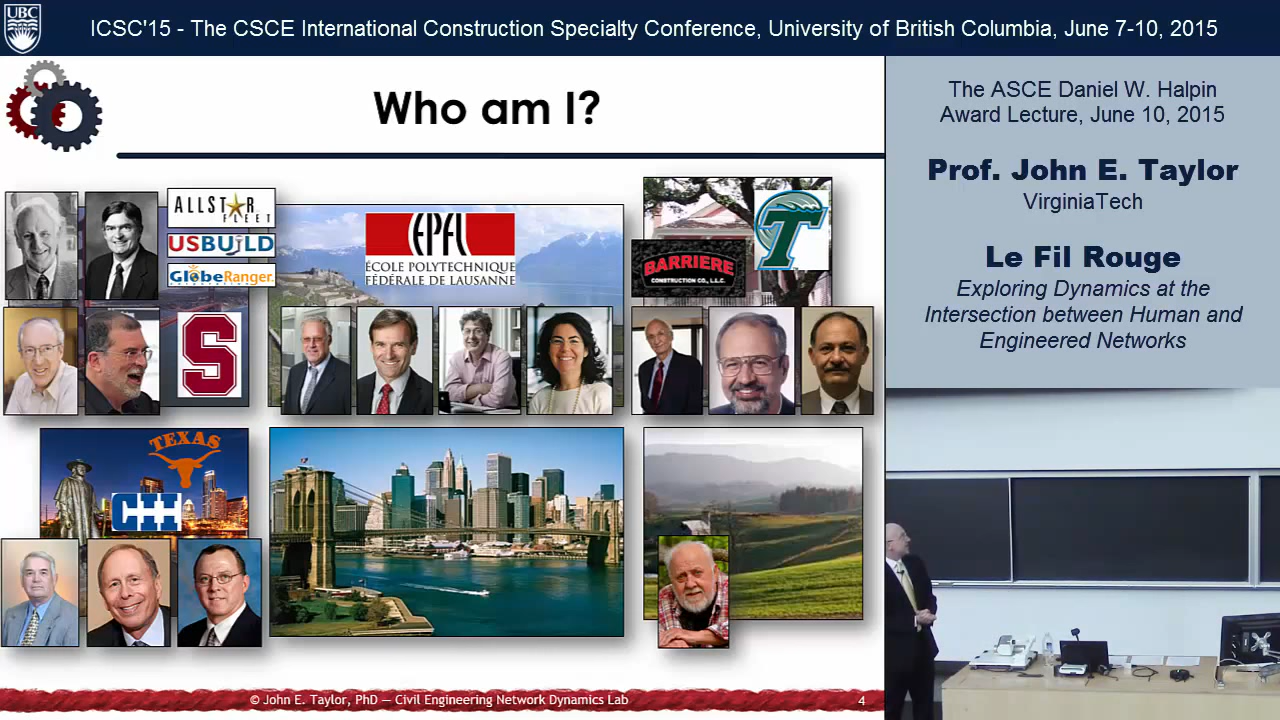 UBC
ICSC'15 - The CSCE International Construction Specialty Conference, University of British Columbia, June 7-10, 2015
Who am I?
ALLSTAR
FLEET
USBUILD
GlobeRanger
S
EPFL
ÉCOLE POLYTECHNIQUE
FÉDÉRALE DE LAUSANNE
BARRIERE
CONSTRUCTION CO., L.L.C.
T
TEXAS
CII
© John E. Taylor, PhD — Civil Engineering Network Dynamics Lab
4
The ASCE Daniel W. Halpin
Award Lecture, June 10, 2015
Prof. John E. Taylor
VirginiaTech
Le Fil Rouge
Exploring Dynamics at the
Intersection between Human and
Engineered Networks